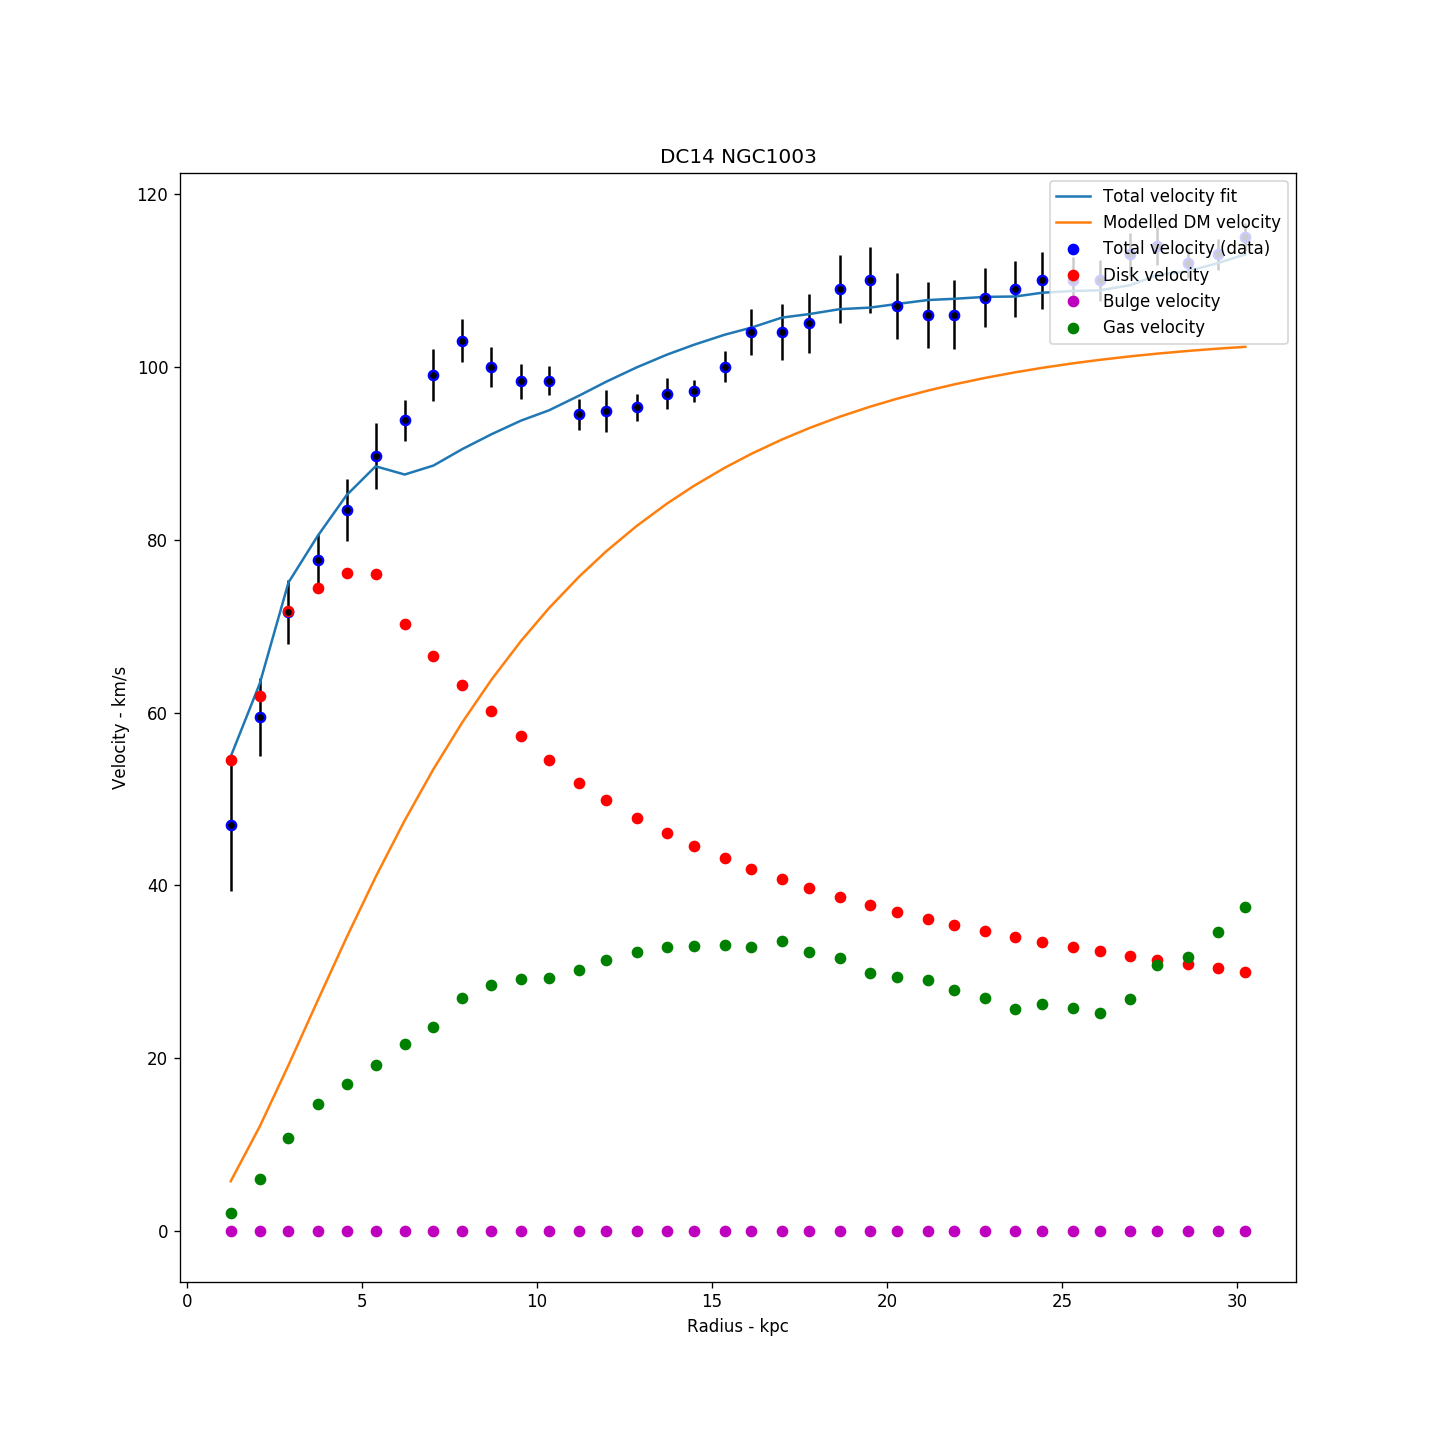 DC14 NGC1003
120
100
80
60
40
20
0
Velocity - km/s
Total velocity fit
Modelled DM velocity
Total velocity (data)
Disk velocity
Bulge velocity
Gas velocity
0 5 10 15 20 25 30
Radius - kpc